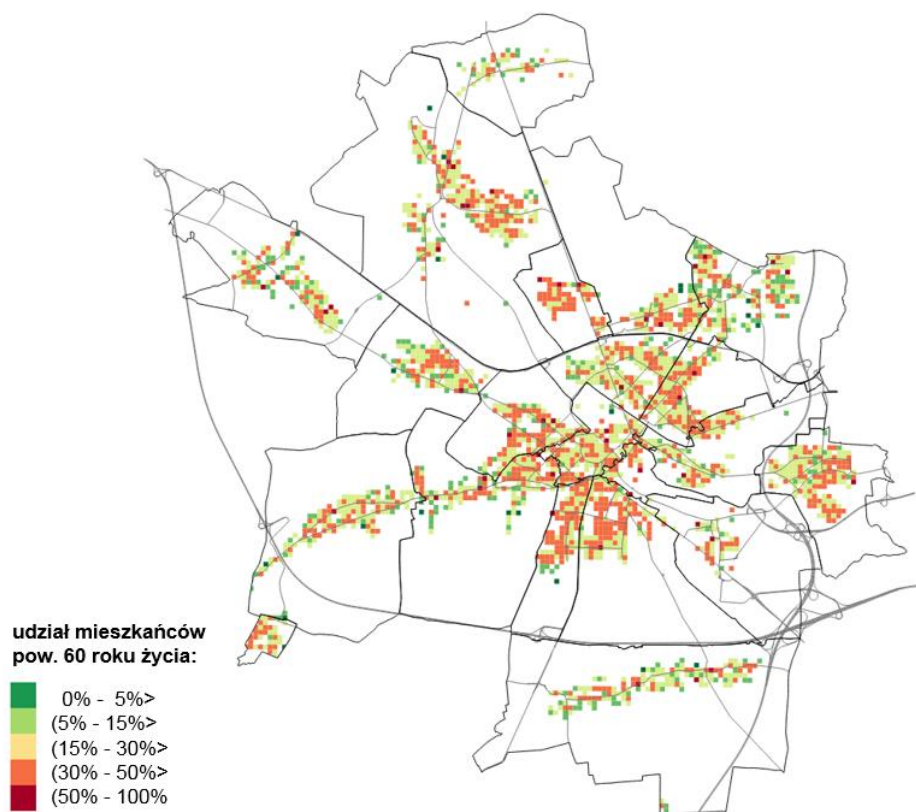 udział mieszkańców
pow. 60 roku życia:
0% - 5%>
(5% - 15%>
(15% - 30%>
(30% - 50%>
(50% - 100%